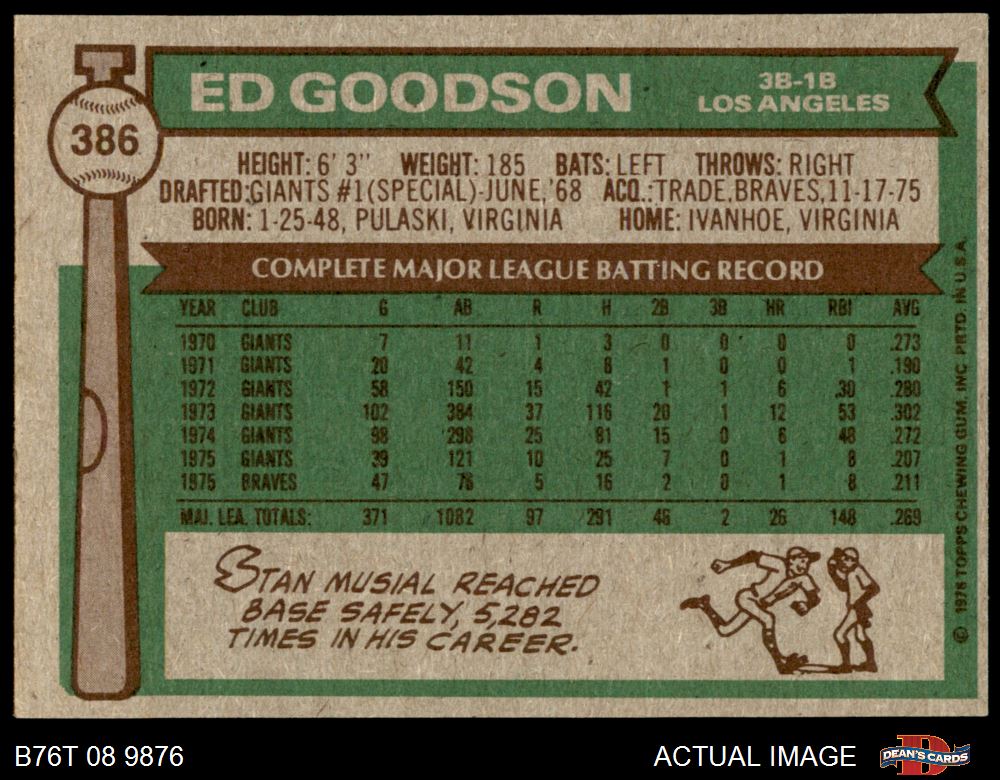 386
ED GOODSON
3B-1B
LOS ANGELES
HEIGHT: 6' 3" WEIGHT: 185 BATS: LEFT THROWS: RIGHT
DRAFTED: GIANTS #1 (SPECIAL)-JUNE, '68 ACQ.: TRADE, BRAVES, 11-17-75
BORN: 1-25-48, PULASKI, VIRGINIA HOME: IVANHOE, VIRGINIA
COMPLETE MAJOR LEAGUE BATTING RECORD
YEAR CLUB G AB R H 2B 3B HR RBI AVG
1970 GIANTS 7 11 1 3 0 0 0 0 .273
1971 GIANTS 20 42 4 8 1 0 0 1 .190
1972 GIANTS 58 150 15 42 1 1 6 30 .280
1973 GIANTS 102 384 37 116 20 1 12 53 .302
1974 GIANTS 98 298 25 81 15 0 6 48 .272
1975 GIANTS 39 121 10 25 7 0 1 8 .207
1975 BRAVES 47 76 5 16 2 0 1 8 .211
MAJ. LEA. TOTALS: 371 1082 97 291 46 2 26 148 .269
STAN MUSIAL REACHED
BASE SAFELY, 5,282
TIMES IN HIS CAREER.
© 1976 TOPPS CHEWING GUM, INC. PRTD. IN U.S.A.
B76T 08 9876
ACTUAL IMAGE
DEAN'S CARDS